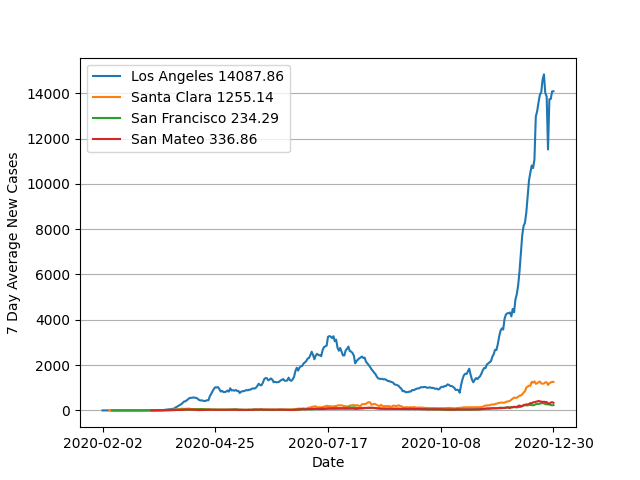 Los Angeles 14087.86
Santa Clara 1255.14
San Francisco 234.29
San Mateo 336.86
14000
12000
10000
8000
6000
4000
2000
0
7 Day Average New Cases
2020-02-02 2020-04-25 2020-07-17 2020-10-08 2020-12-30
Date